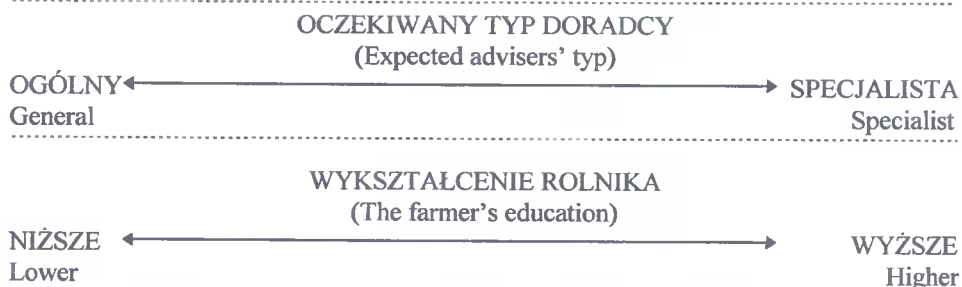 OCZEKIWANY TYP DORADCY
(Expected advisers' typ)
OGÓLNY SPECJALISTA
General Specialist
WYKSZTAŁCENIE ROLNIKA
(The farmer's education)
NIŻSZE WYŻSZE
Lower Higher